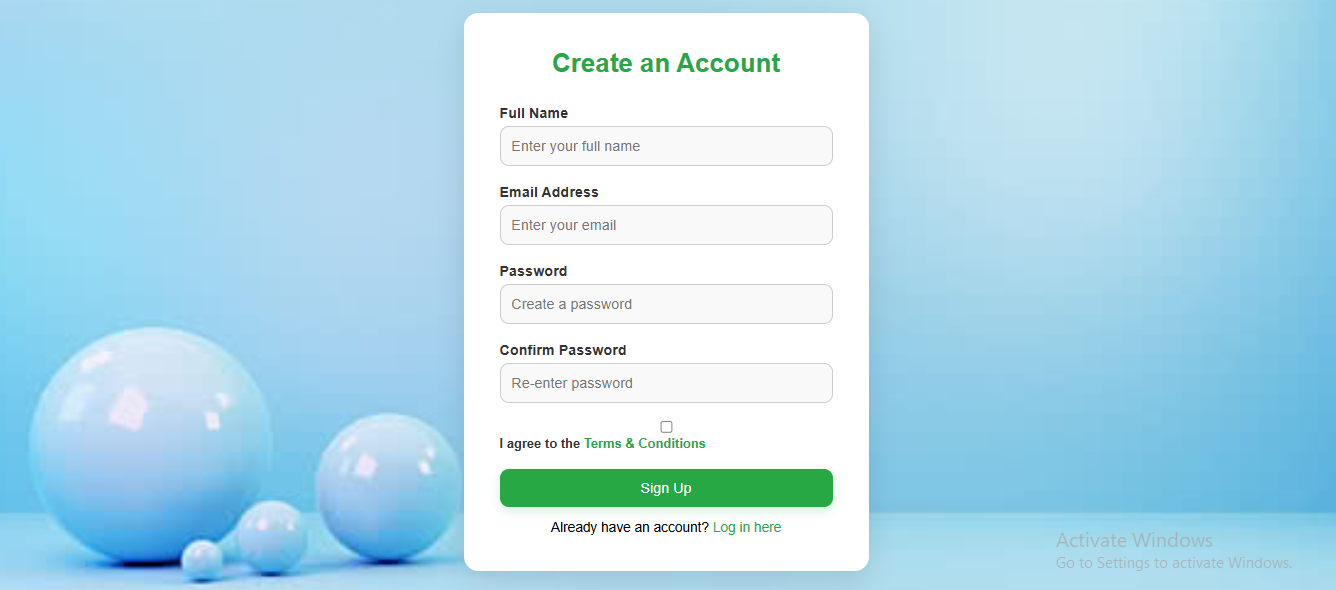 Create an Account
Full Name
Enter your full name
Email Address
Enter your email
Password
Create a password
Confirm Password
Re-enter password
I agree to the Terms & Conditions
Sign Up
Already have an account? Log in here
Activate Windows
Go to Settings to activate Windows.